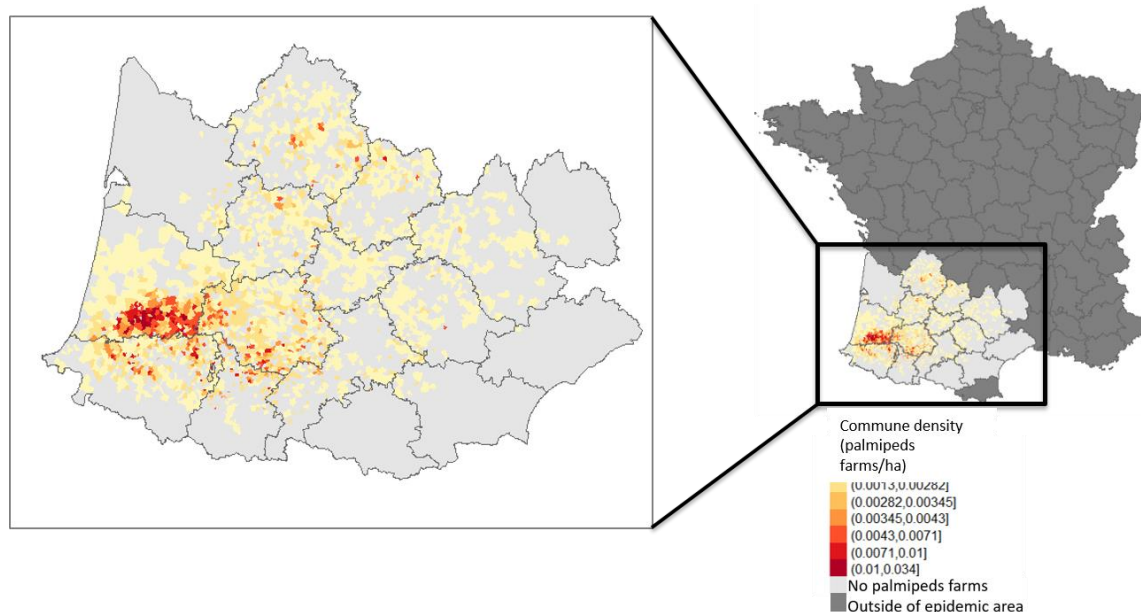 Commune density
(palmipeds
farms/ha)
(0.0013,0.00282]
(0.00282,0.00345]
(0.00345,0.0043]
(0.0043,0.0071]
(0.0071,0.01]
(0.01,0.034]
No palmipeds farms
Outside of epidemic area